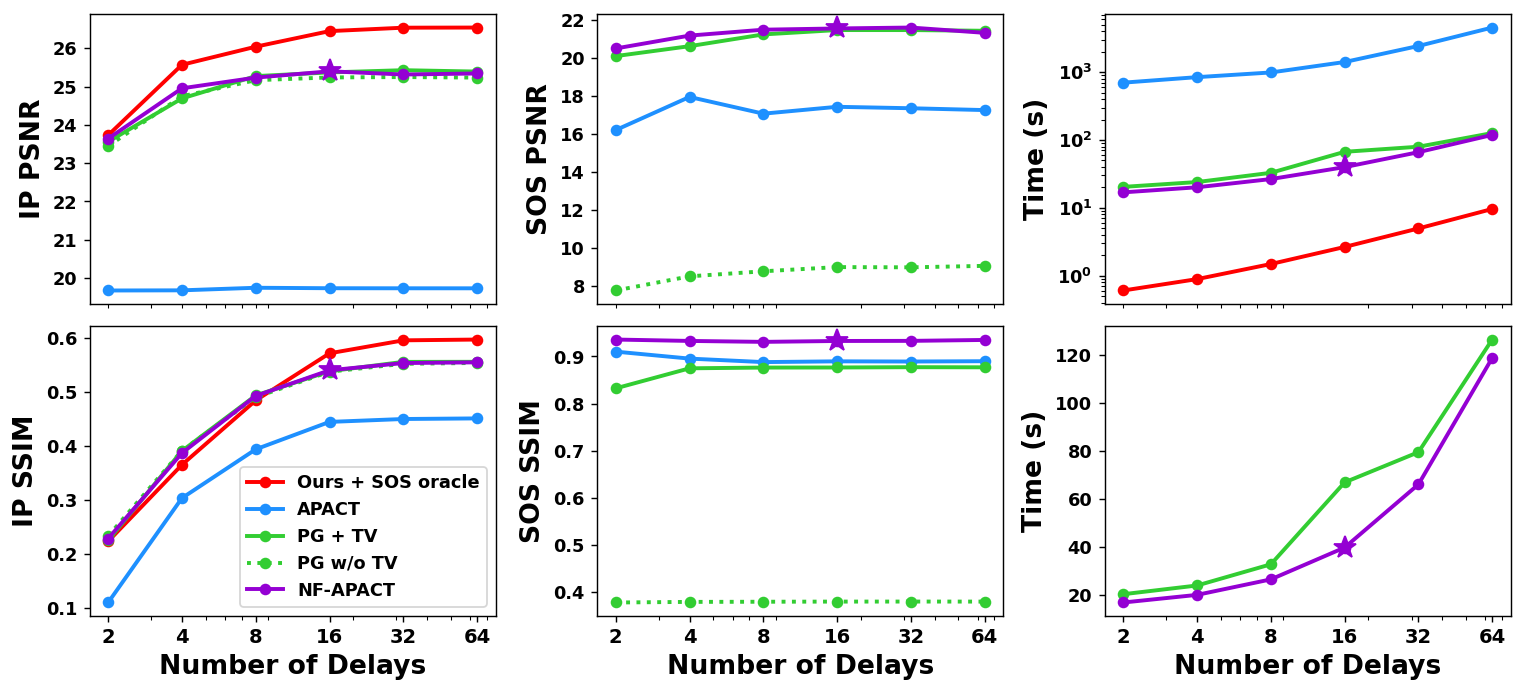 IP PSNR
26
25
24
23
22
21
20
SOS PSNR
22
20
18
16
14
12
10
8
Time (s)
10³
10²
10¹
10⁰
IP SSIM
0.6
0.5
0.4
0.3
0.2
0.1
Ours + SOS oracle
APACT
PG + TV
PG w/o TV
NF-APACT
2 4 8 16 32 64
Number of Delays
SOS SSIM
0.9
0.8
0.7
0.6
0.5
0.4
2 4 8 16 32 64
Number of Delays
Time (s)
120
100
80
60
40
20
2 4 8 16 32 64
Number of Delays